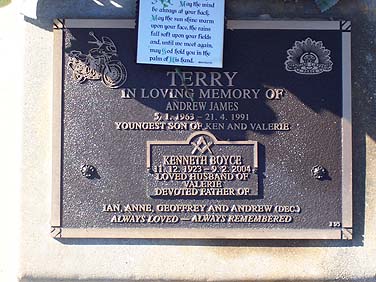 May the wind
be always at your back,
May the sun shine warm
upon your face, the rains
fall soft upon your fields
and, until we meet again,
may God hold you in the
palm of His hand.
TERRY
IN LOVING MEMORY OF
ANDREW JAMES
5. 1. 1963 - 21. 4. 1991
YOUNGEST SON OF KEN AND VALERIE
KENNETH BOYCE
11. 12. 1923 - 9. 2. 2004
LOVED HUSBAND OF
VALERIE
DEVOTED FATHER OF
IAN, ANNE, GEOFFREY AND ANDREW (DEC.)
ALWAYS LOVED — ALWAYS REMEMBERED